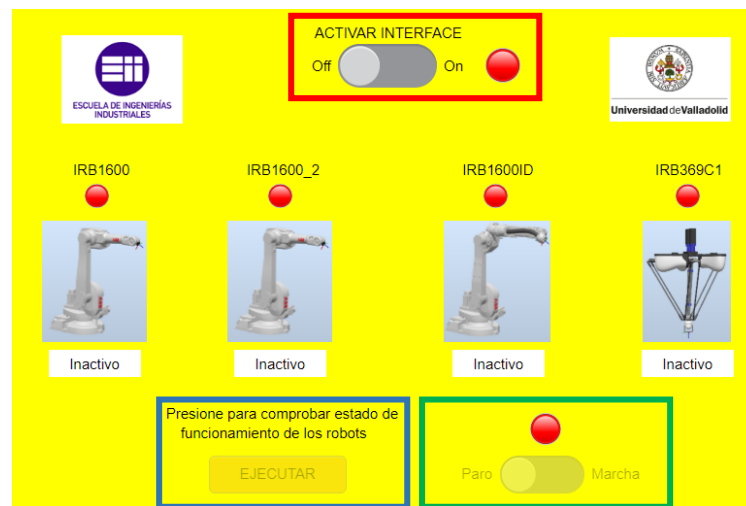 ACTIVAR INTERFACE
Off On
ESCUELA DE INGENIERÍAS
INDUSTRIALES
Universidad de Valladolid
IRB1600 IRB1600_2 IRB1600ID IRB369C1
Inactivo Inactivo Inactivo Inactivo
Presione para comprobar estado de
funcionamiento de los robots
EJECUTAR
Paro Marcha